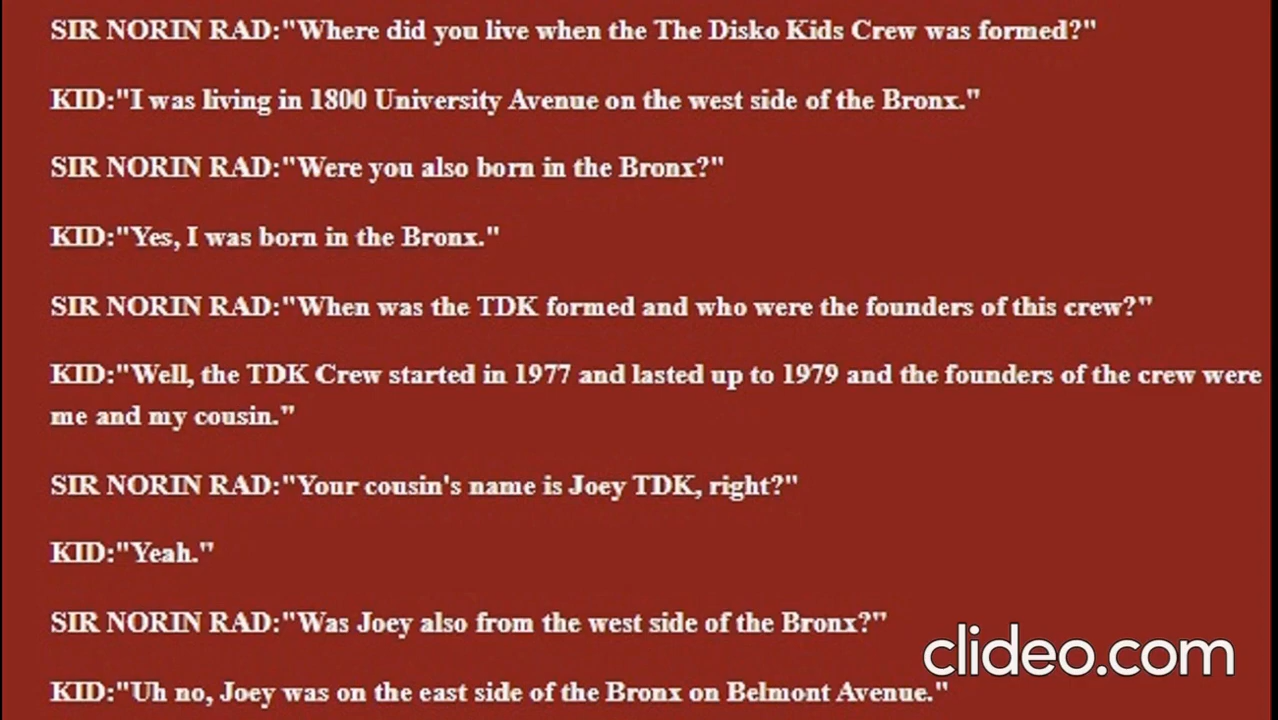 SIR NORIN RAD:"Where did you live when the The Disko Kids Crew was formed?"
KID:"I was living in 1800 University Avenue on the west side of the Bronx."
SIR NORIN RAD:"Were you also born in the Bronx?"
KID:"Yes, I was born in the Bronx."
SIR NORIN RAD:"When was the TDK formed and who were the founders of this crew?"
KID:"Well, the TDK Crew started in 1977 and lasted up to 1979 and the founders of the crew were
me and my cousin."
SIR NORIN RAD:"Your cousin's name is Joey TDK, right?"
KID:"Yeah."
SIR NORIN RAD:"Was Joey also from the west side of the Bronx?"
clideo.com
KID:"Uh no, Joey was on the east side of the Bronx on Belmont Avenue."